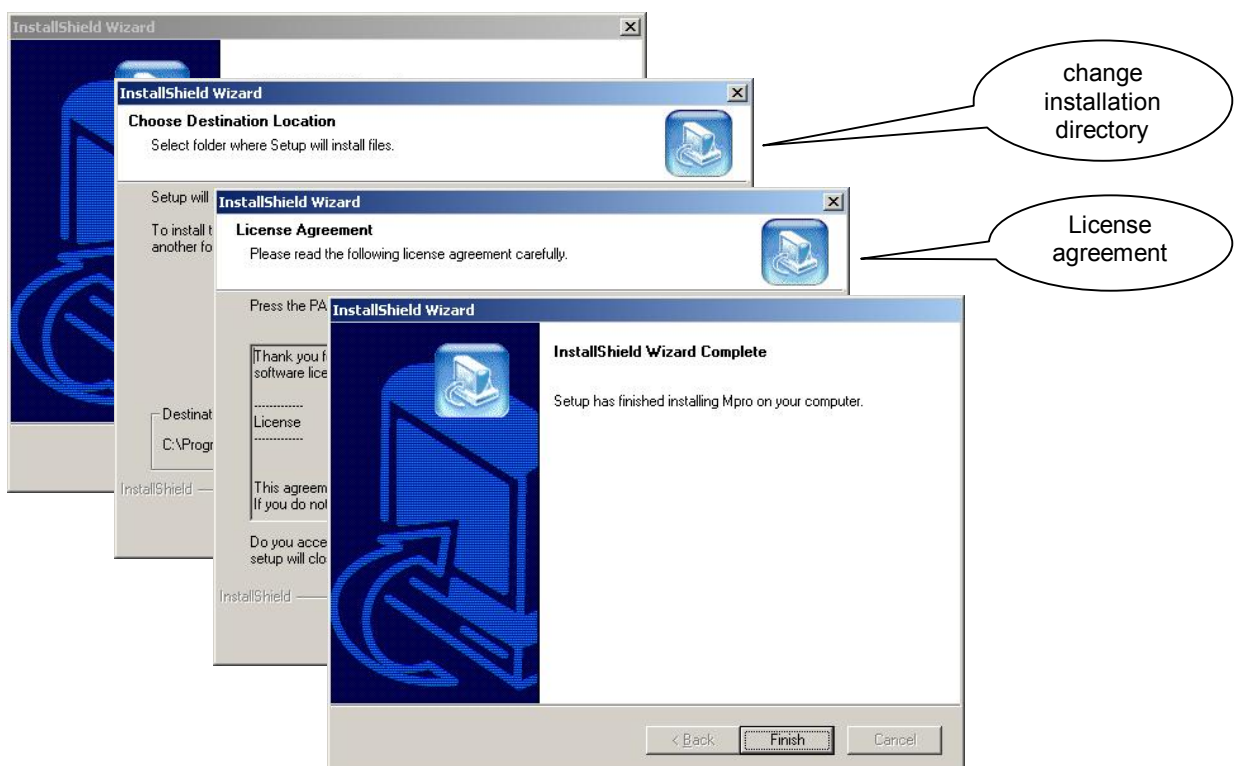 InstallShield Wizard
InstallShield Wizard
Choose Destination Location
Select folder where Setup will install files.
Setup will
To install t
another fo
Destinat
C:\Progr
InstallShield
InstallShield Wizard
License Agreement
Please read the following license agreement carefully.
Press the PA
Thank you f
software lice
------------
License
------------
This agreem
If you do not
Do you acce
setup will clo
InstallShield
InstallShield Wizard
InstallShield Wizard Complete
Setup has finished installing Mpro on your computer.
< Back
Finish
Cancel
change
installation
directory
License
agreement